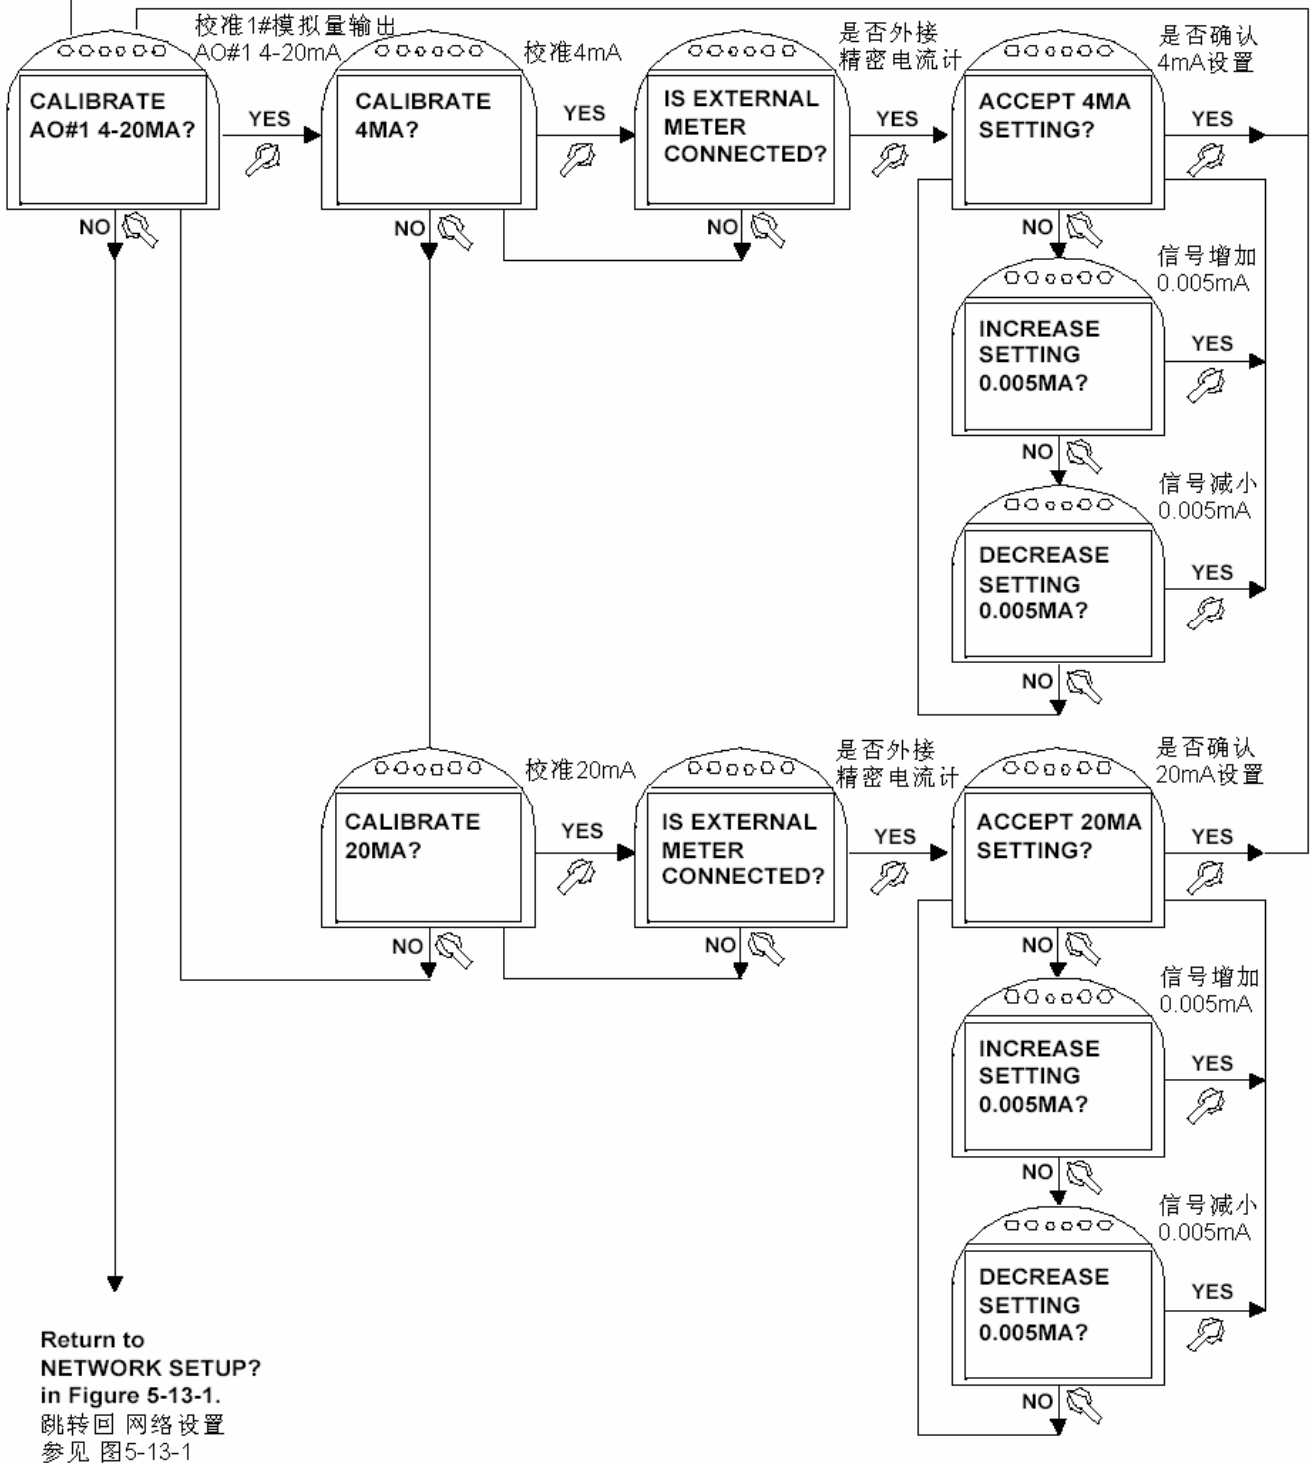 校准1#模拟量输出
AO#1 4-20mA
CALIBRATE
AO#1 4-20MA?
YES
NO
校准4mA
CALIBRATE
4MA?
YES
NO
是否外接
精密电流计
IS EXTERNAL
METER
CONNECTED?
YES
NO
是否确认
4mA设置
ACCEPT 4MA
SETTING?
YES
NO
信号增加
0.005mA
INCREASE
SETTING
0.005MA?
YES
NO
信号减小
0.005mA
DECREASE
SETTING
0.005MA?
YES
NO
校准20mA
CALIBRATE
20MA?
YES
NO
是否外接
精密电流计
IS EXTERNAL
METER
CONNECTED?
YES
NO
是否确认
20mA设置
ACCEPT 20MA
SETTING?
YES
NO
信号增加
0.005mA
INCREASE
SETTING
0.005MA?
YES
NO
信号减小
0.005mA
DECREASE
SETTING
0.005MA?
YES
NO
Return to
NETWORK SETUP?
in Figure 5-13-1.
跳转回 网络设置
参见 图5-13-1